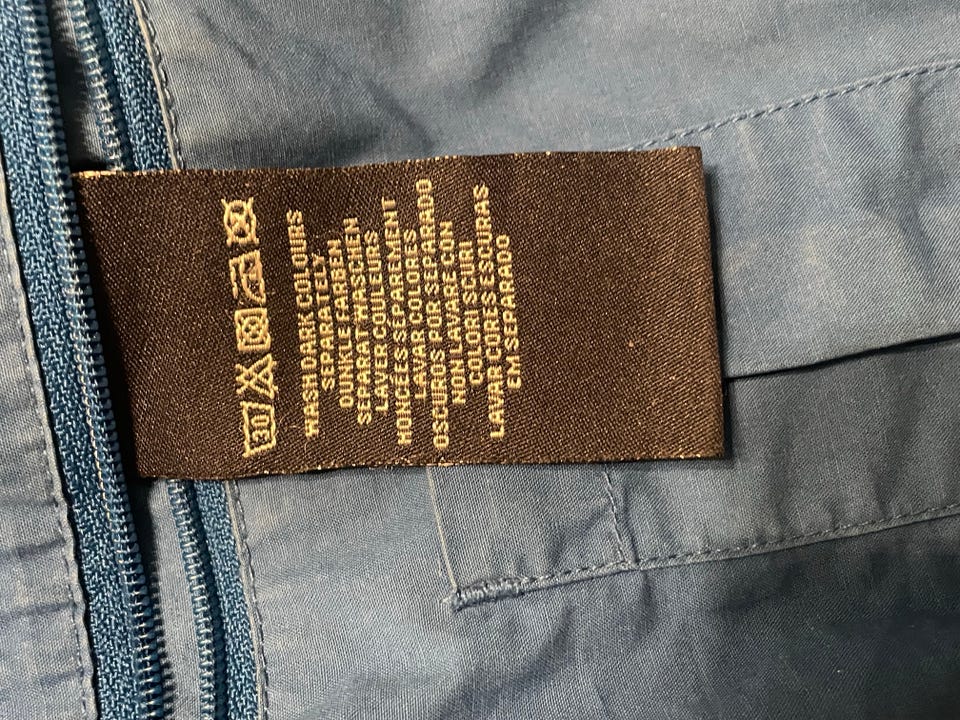 30
WASH DARK COLOURS
SEPARATELY
DUNKLE FARBEN
SEPARAT WASCHEN
LAVER COULEURS
FONCÉES SÉPARÉMENT
LAVAR COLORES
OSCUROS POR SEPARADO
NON LAVARE CON
COLORI SCURI
LAVAR CORES ESCURAS
EM SEPARADO